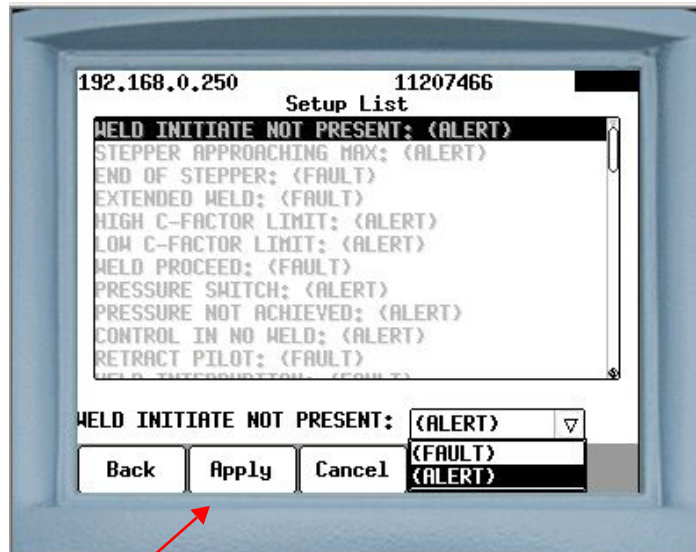 192.168.0.250 11207466
Setup List
WELD INITIATE NOT PRESENT: (ALERT)
STEPPER APPROACHING MAX: (ALERT)
END OF STEPPER: (FAULT)
EXTENDED WELD: (FAULT)
HIGH C-FACTOR LIMIT: (ALERT)
LOW C-FACTOR LIMIT: (ALERT)
WELD PROCEED: (FAULT)
PRESSURE SWITCH: (ALERT)
PRESSURE NOT ACHIEVED: (ALERT)
CONTROL IN NO WELD: (ALERT)
RETRACT PILOT: (FAULT)
WELD INITIATE NOT PRESENT: (ALERT)
(FAULT)
(ALERT)
Back Apply Cancel